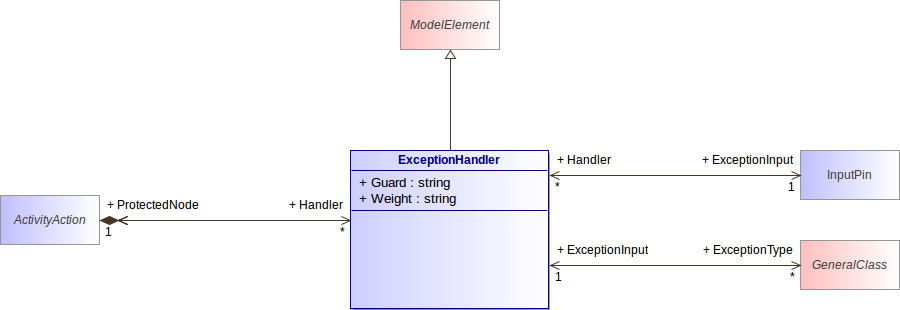 ModelElement
ExceptionHandler
+ Guard : string
+ Weight : string
+ Handler
+ ExceptionInput
*
1
InputPin
ActivityAction
+ ProtectedNode
+ Handler
1
*
+ ExceptionInput
+ ExceptionType
1
*
GeneralClass